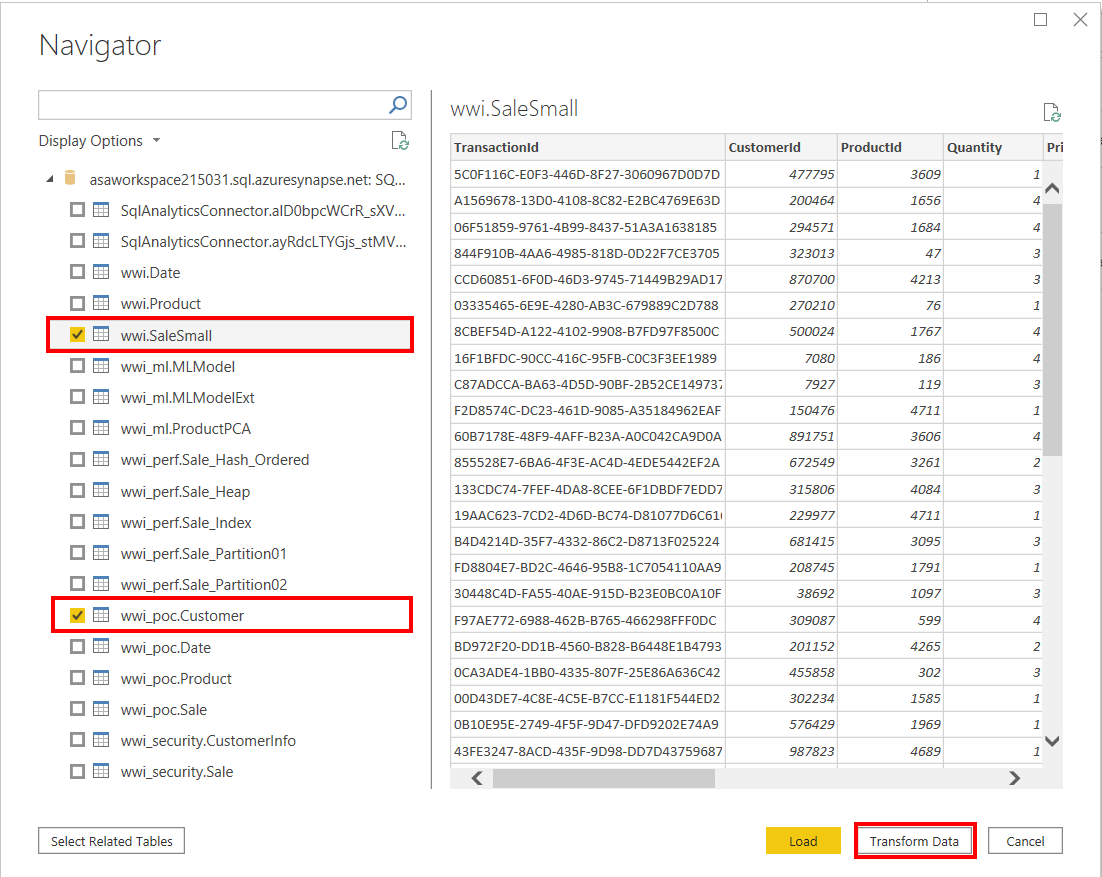 Navigator
Display Options
asaworkspace215031.sql.azuresynapse.net: SQ...
SqlAnalyticsConnector.aID0bpcWCrR_sXV...
SqlAnalyticsConnector.ayRdcLTYGjs_stMV...
wwi.Date
wwi.Product
wwi.SaleSmall
wwi_ml.MLModel
wwi_ml.MLModelExt
wwi_ml.ProductPCA
wwi_perf.Sale_Hash_Ordered
wwi_perf.Sale_Heap
wwi_perf.Sale_Index
wwi_perf.Sale_Partition01
wwi_perf.Sale_Partition02
wwi_poc.Customer
wwi_poc.Date
wwi_poc.Product
wwi_poc.Sale
wwi_security.CustomerInfo
wwi_security.Sale
wwi.SaleSmall
TransactionId CustomerId ProductId Quantity Pri
5C0F116C-E0F3-446D-8F27-3060967D0D7D 477795 3609 1
A1569678-13D0-4108-8C82-E2BC4769E63D 200464 1656 4
06F51859-9761-4B99-8437-51A3A1638185 294571 1684 4
844F910B-4AA6-4985-818D-0D22F7CE3705 323013 47 3
CCD60851-6F0D-46D3-9745-71449B29AD17 870700 4213 3
03335465-6E9E-4280-AB3C-679889C2D788 270210 76 1
8CBEF54D-A122-4102-9908-B7FD97F8500C 500024 1767 4
16F1BFDC-90CC-416C-95FB-C0C3F3EE1989 7080 186 4
C87ADCCA-BA63-4D5D-90BF-2B52CE149737 7927 119 3
F2D8574C-DC23-461D-9085-A35184962EAF 150476 4711 1
60B7178E-48F9-4AFF-B23A-A0C042CA9D0A 891751 3606 4
855528E7-6BA6-4F3E-AC4D-4EDE5442EF2A 672549 3261 2
133CDC74-7FEF-4DA8-8CEE-6F1DBDF7EDD7 315806 4084 3
19AAC623-7CD2-4D6D-BC74-D81077D6C616 229977 4711 1
B4D4214D-35F7-4332-86C2-D8713F025224 681415 3095 3
FD8804E7-BD2C-4646-95B8-1C7054110AA9 208745 1791 1
30448C4D-FA55-40AE-915D-B23E0BC0A10F 38692 1097 3
F97AE772-6988-462B-B765-466298FFF0DC 309087 599 4
BD972F20-DD1B-4560-B828-B6448E1B4793 201152 4265 2
0CA3ADE4-1BB0-4335-807F-25E86A636C42 455858 302 3
00D43DE7-4C8E-4C5E-B7CC-E1181F544ED2 302234 1585 1
0B10E95E-2749-4F5F-9D47-DFD9202E74A9 576429 1969 1
43FE3247-8ACD-435F-9D98-DD7D43759687 987823 4689 1
Select Related Tables
Load Transform Data Cancel